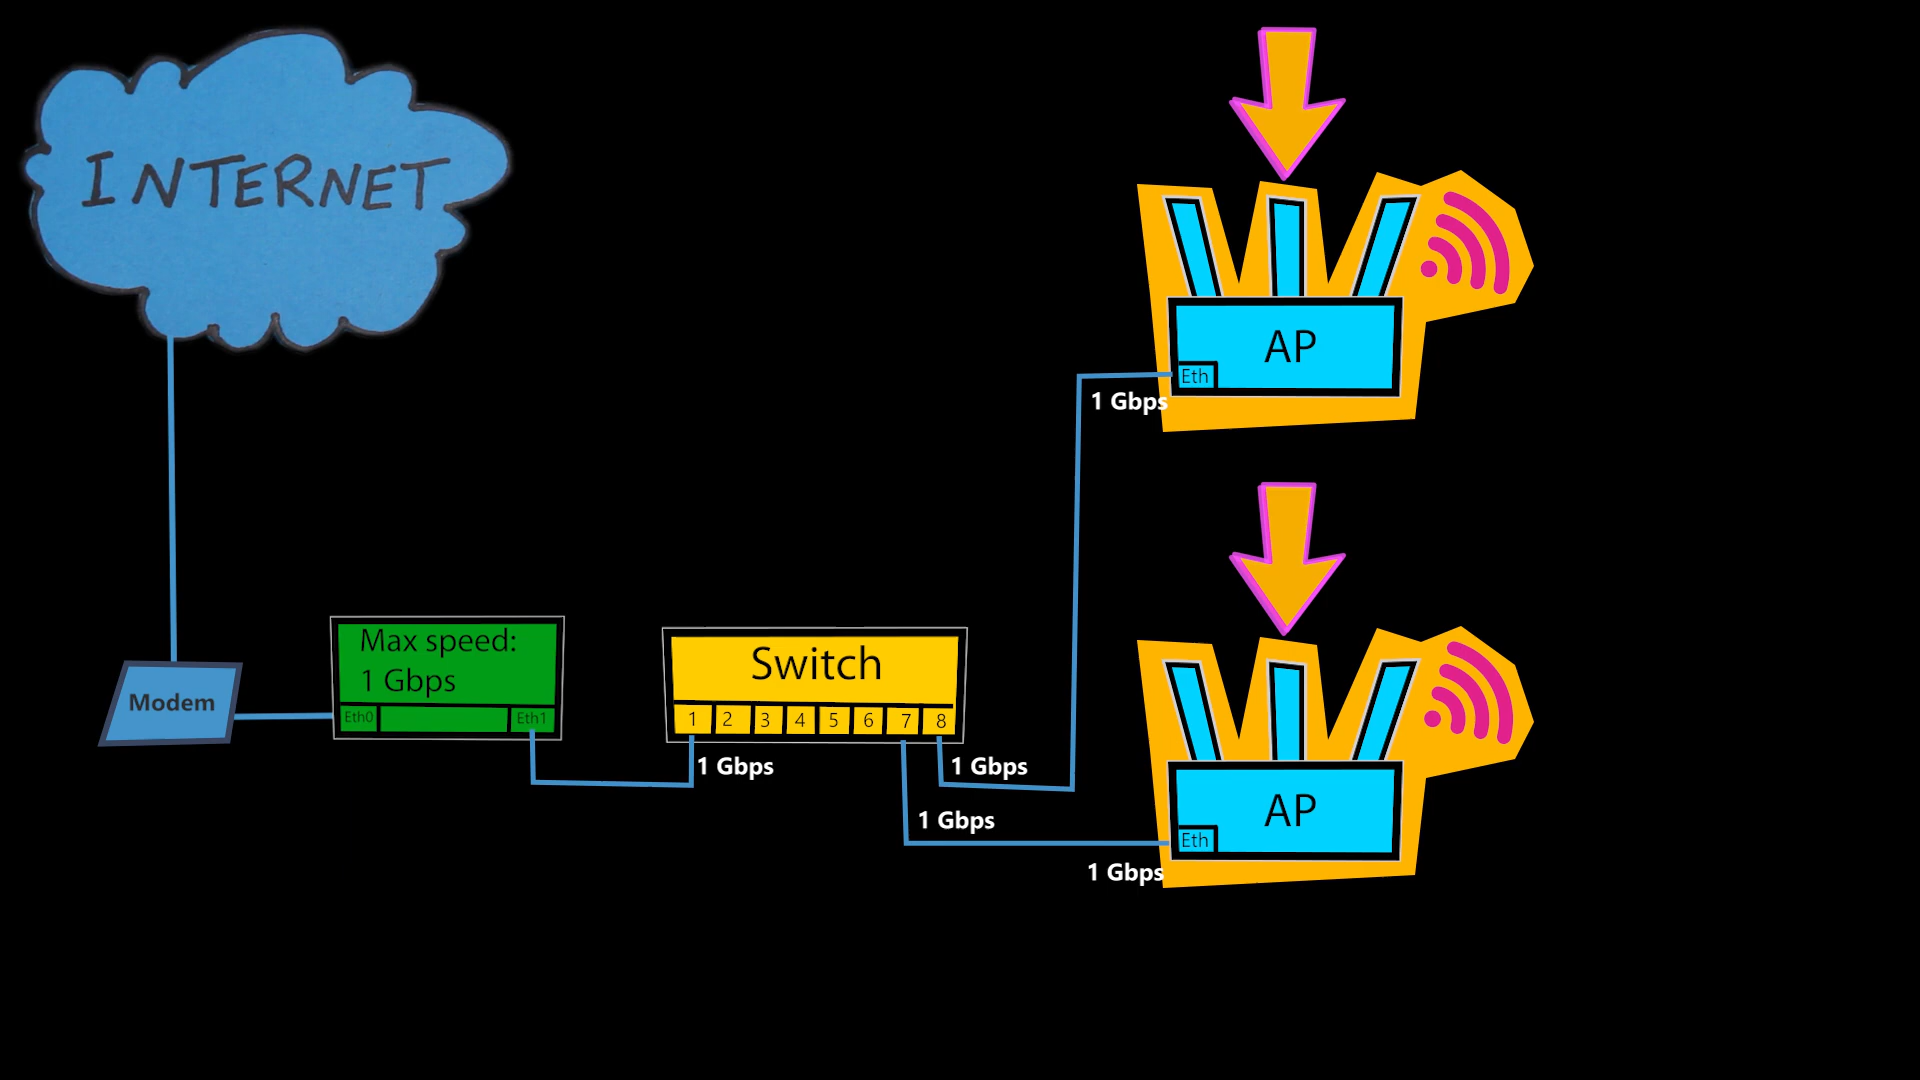 INTERNET
AP
Eth
1 Gbps
Max speed:
1 Gbps
Eth0
Eth1
Modem
Switch
1 2 3 4 5 6 7 8
1 Gbps
1 Gbps
1 Gbps
AP
Eth
1 Gbps